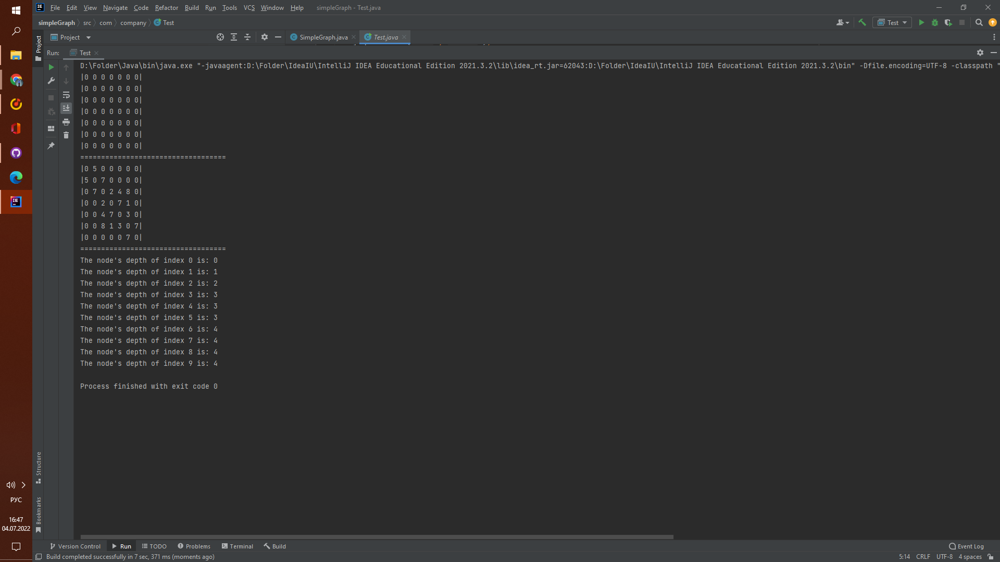 File Edit View Navigate Code Refactor Build Run Tools VCS Window Help simpleGraph - Test.java
simpleGraph src com company Test
Test
Project
SimpleGraph.java
Test.java
Project
Run: Test
D:\Folder\Java\bin\java.exe "-javaagent:D:\Folder\IdeaIU\IntelliJ IDEA Educational Edition 2021.3.2\lib\idea_rt.jar=62043:D:\Folder\IdeaIU\IntelliJ IDEA Educational Edition 2021.3.2\bin" -Dfile.encoding=UTF-8 -classpath "
|0 0 0 0 0 0 0|
|0 0 0 0 0 0 0|
|0 0 0 0 0 0 0|
|0 0 0 0 0 0 0|
|0 0 0 0 0 0 0|
|0 0 0 0 0 0 0|
|0 0 0 0 0 0 0|
===================================
|0 5 0 0 0 0 0|
|5 0 7 0 0 0 0|
|0 7 0 2 4 8 0|
|0 0 2 0 7 1 0|
|0 0 4 7 0 3 0|
|0 0 8 1 3 0 7|
|0 0 0 0 0 7 0|
===================================
The node's depth of index 0 is: 0
The node's depth of index 1 is: 1
The node's depth of index 2 is: 2
The node's depth of index 3 is: 3
The node's depth of index 4 is: 3
The node's depth of index 5 is: 3
The node's depth of index 6 is: 4
The node's depth of index 7 is: 4
The node's depth of index 8 is: 4
The node's depth of index 9 is: 4
Process finished with exit code 0
Structure
Bookmarks
РУС
16:47
04.07.2022
Version Control Run TODO Problems Terminal Build Event Log
Build completed successfully in 7 sec, 371 ms (moments ago) 5:14 CRLF UTF-8 4 spaces